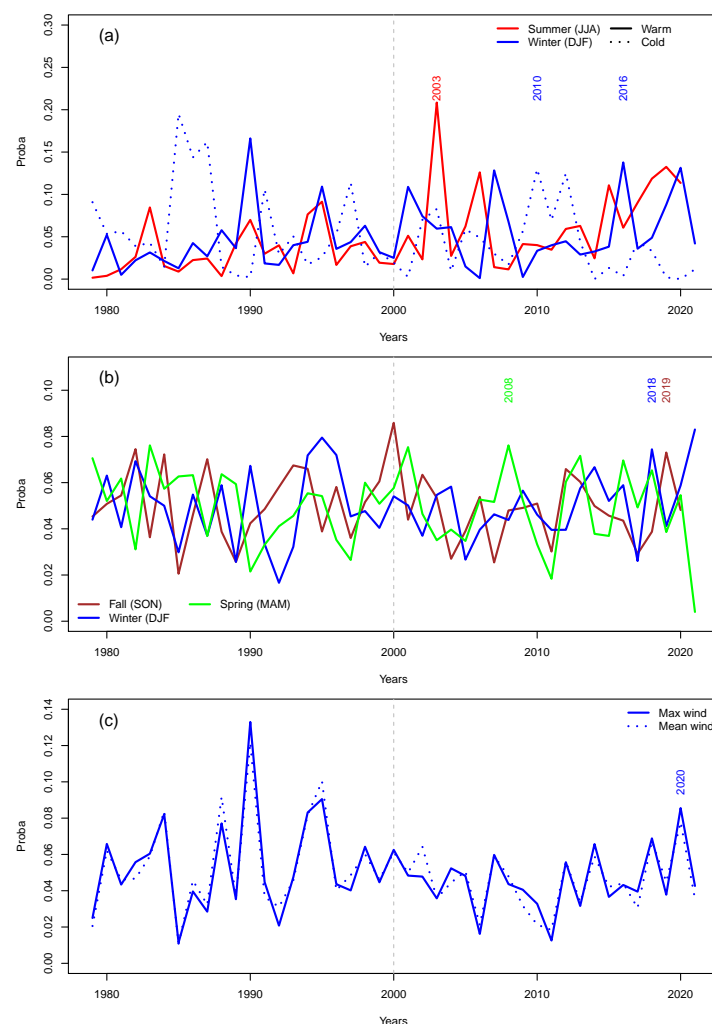 (a)
Summer (JJA) Warm
Winter (DJF) Cold
2003 2010 2016
0.30
0.20
0.15
0.10
0.05
0.00
Proba
1980 1990 2000 2010 2020
Years
(b)
2008 2018 2019
0.10
0.08
0.06
0.04
0.02
0.00
Proba
Fall (SON) Spring (MAM)
Winter (DJF
1980 1990 2000 2010 2020
Years
(c)
Max wind
Mean wind
2020
0.14
0.12
0.10
0.08
0.06
0.04
0.02
0.00
Proba
1980 1990 2000 2010 2020
Years